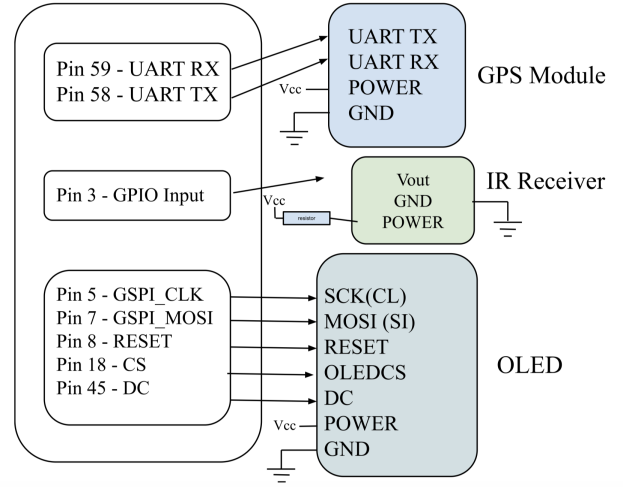 Pin 59 - UART RX
Pin 58 - UART TX
UART TX
UART RX
POWER
GND
Vcc
GPS Module
Pin 3 - GPIO Input
Vcc
resistor
Vout
GND
POWER
IR Receiver
Pin 5 - GSPI_CLK
Pin 7 - GSPI_MOSI
Pin 8 - RESET
Pin 18 - CS
Pin 45 - DC
SCK(CL)
MOSI (SI)
RESET
OLEDCS
DC
POWER
GND
Vcc
OLED